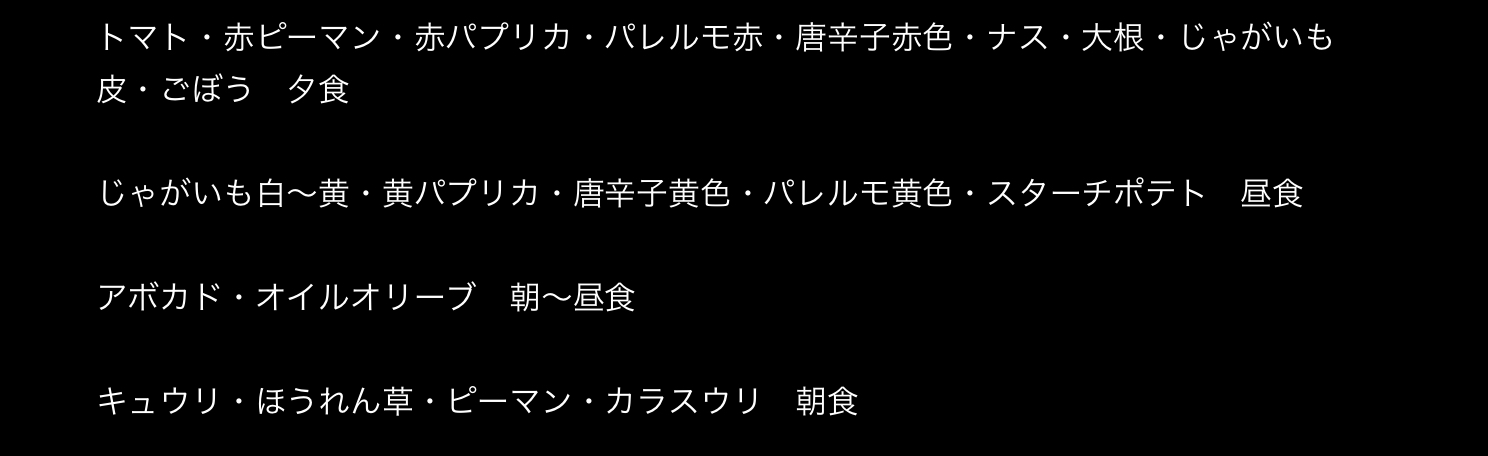 トマト・赤ピーマン・赤パプリカ・パレルモ赤・唐辛子赤色・ナス・大根・じゃがいも
皮・ごぼう　夕食
じゃがいも白〜黄・黄パプリカ・唐辛子黄色・パレルモ黄色・スターチポテト　昼食
アボカド・オイルオリーブ　朝〜昼食
キュウリ・ほうれん草・ピーマン・カラスウリ　朝食